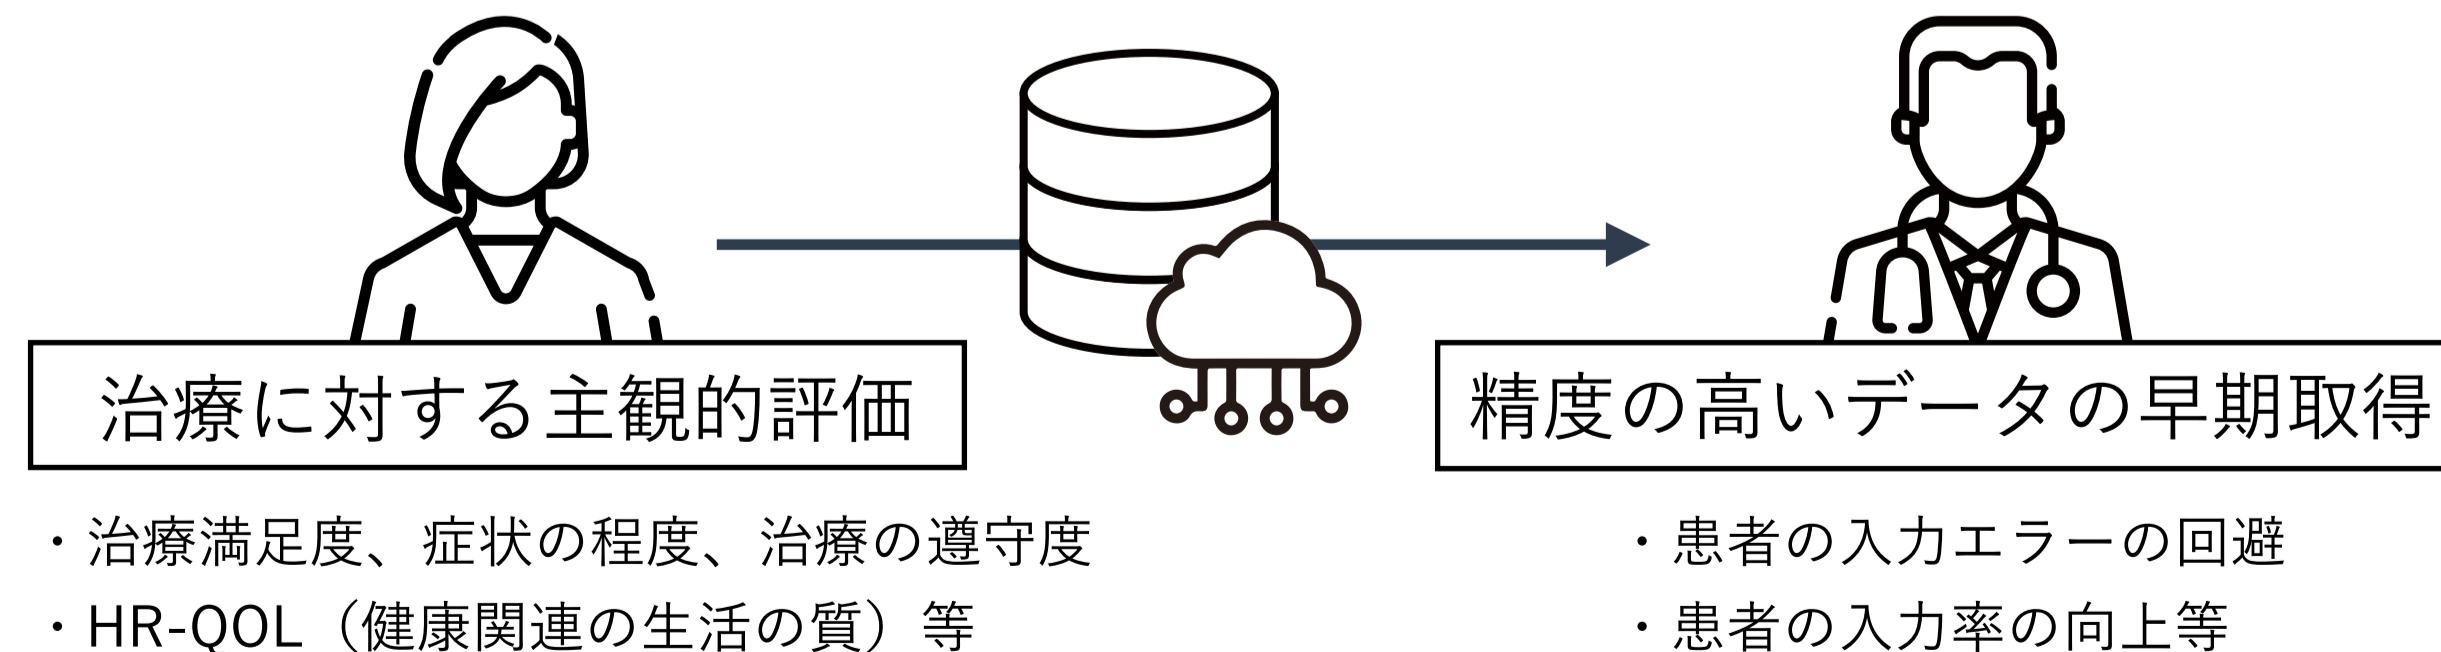 治療に対する主観的評価
・治療満足度、症状の程度、治療の遵守度
・HR-QOL（健康関連の生活の質）等
精度の高いデータの早期取得
・患者の入力エラーの回避
・患者の入力率の向上等